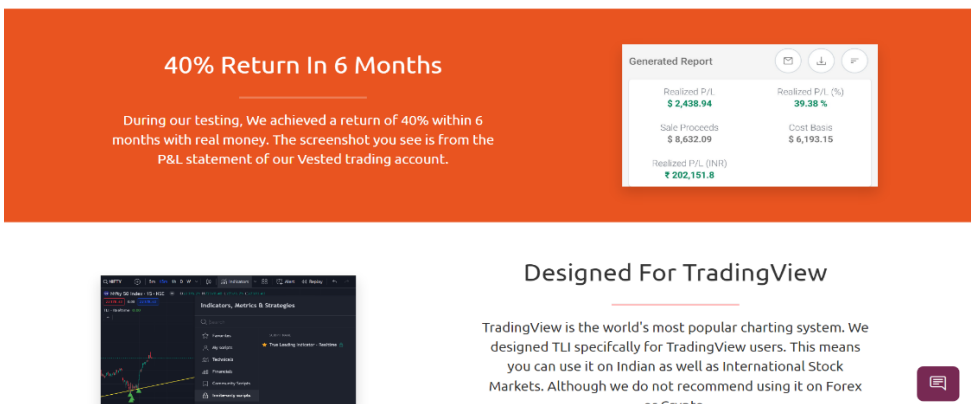 40% Return In 6 Months
During our testing, We achieved a return of 40% within 6
months with real money. The screenshot you see is from the
P&L statement of our Vested trading account.
Generated Report
Realized P/L
Realized P/L (%)
$ 2,438.94
39.38 %
Sale Proceeds
Cost Basis
$ 8,632.09
$ 6,193.15
Realized P/L (INR)
₹ 202,151.8
Designed For TradingView
TradingView is the world's most popular charting system. We
designed TLI specifcally for TradingView users. This means
you can use it on Indian as well as International Stock
Markets. Although we do not recommend using it on Forex
NIFTY
Indicators
Alert
Replay
Nifty 50 Index · 15 · NSE
Indicators, Metrics & Strategies
Search
Favorites
My scripts
True Leading Indicator - Realtime
Technicals
Financials
Community Scripts
Invite-only scripts